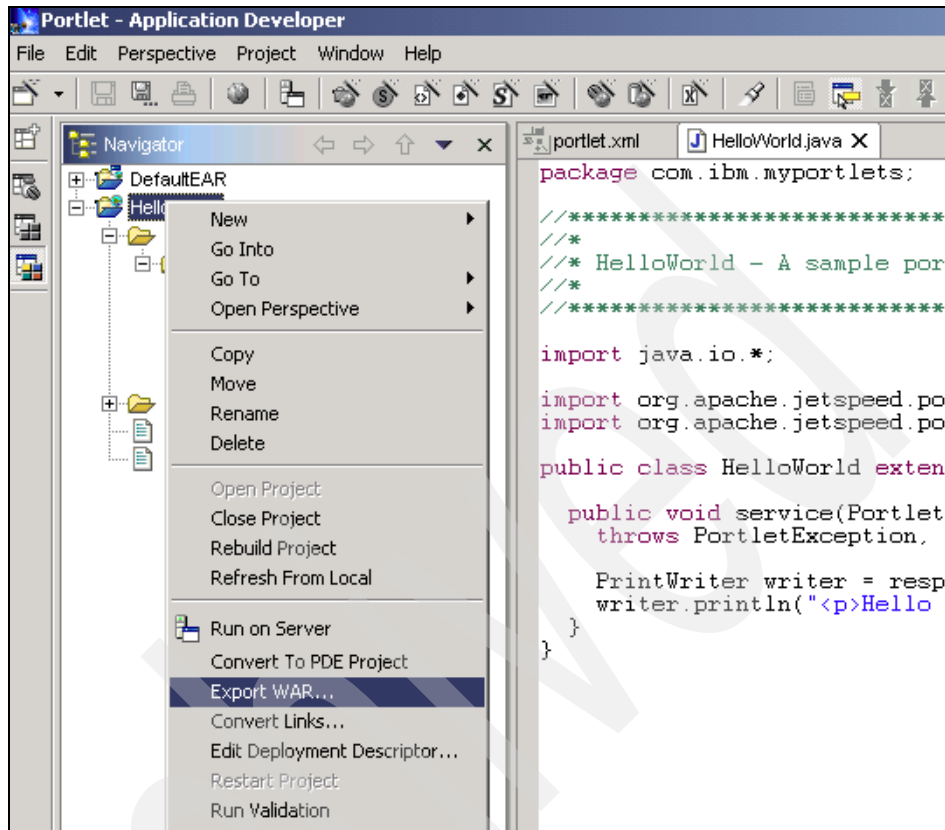 Portlet - Application Developer
File Edit Perspective Project Window Help
Navigator
portlet.xml
HelloWorld.java
DefaultEAR
Hello
New
Go Into
Go To
Open Perspective
Copy
Move
Rename
Delete
Open Project
Close Project
Rebuild Project
Refresh From Local
Run on Server
Convert To PDE Project
Export WAR...
Convert Links...
Edit Deployment Descriptor...
Restart Project
Run Validation
package com.ibm.myportlets;
//***************************
//*
//* HelloWorld - A sample por
//*
//***************************
import java.io.*;
import org.apache.jetspeed.po
import org.apache.jetspeed.po
public class HelloWorld exten
public void service(Portlet
throws PortletException,
PrintWriter writer = resp
writer.println("<p>Hello
}
}